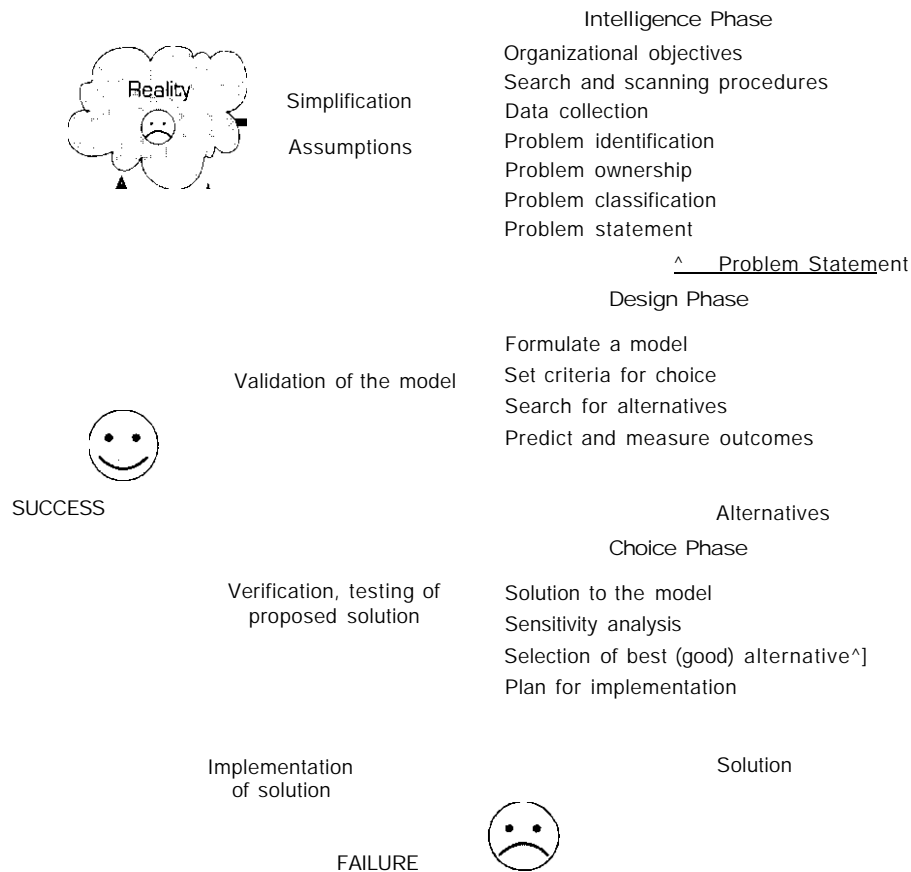 Intelligence Phase
Organizational objectives
Search and scanning procedures
Data collection
Problem identification
Problem ownership
Problem classification
Problem statement
Reality
Simplification
Assumptions
^ Problem Statement
Design Phase
Formulate a model
Set criteria for choice
Search for alternatives
Predict and measure outcomes
Validation of the model
SUCCESS
Alternatives
Choice Phase
Solution to the model
Sensitivity analysis
Selection of best (good) alternative^]
Plan for implementation
Verification, testing of
proposed solution
Solution
Implementation
of solution
FAILURE